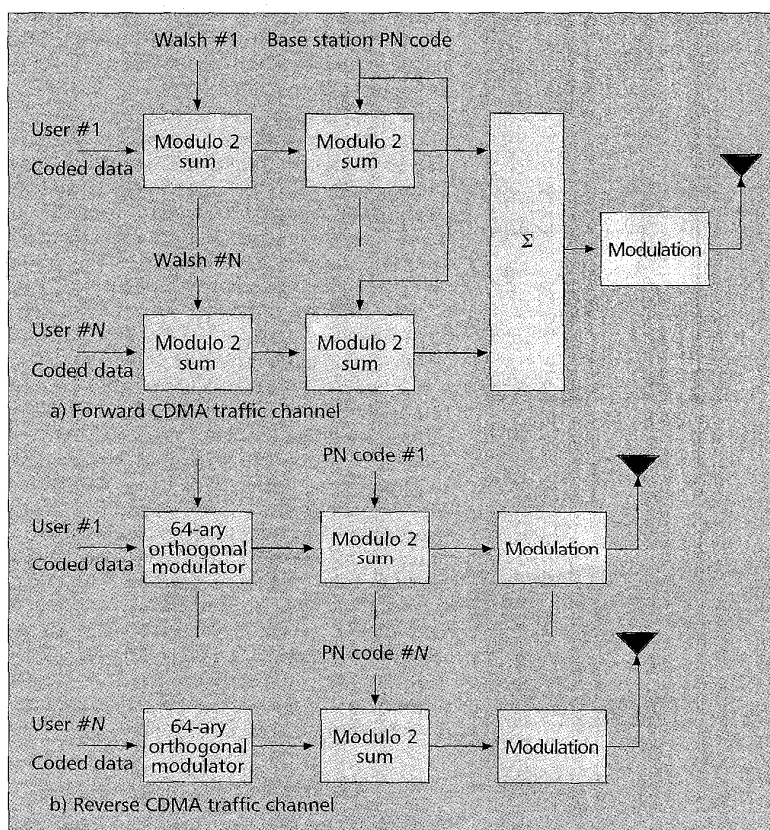 Walsh #1
Base station PN code
User #1
Coded data
Modulo 2
sum
Modulo 2
sum
Σ
Modulation
Walsh #N
User #N
Coded data
Modulo 2
sum
Modulo 2
sum
a) Forward CDMA traffic channel
PN code #1
User #1
Coded data
64-ary
orthogonal
modulator
Modulo 2
sum
Modulation
PN code #N
User #N
Coded data
64-ary
orthogonal
modulator
Modulo 2
sum
Modulation
b) Reverse CDMA traffic channel